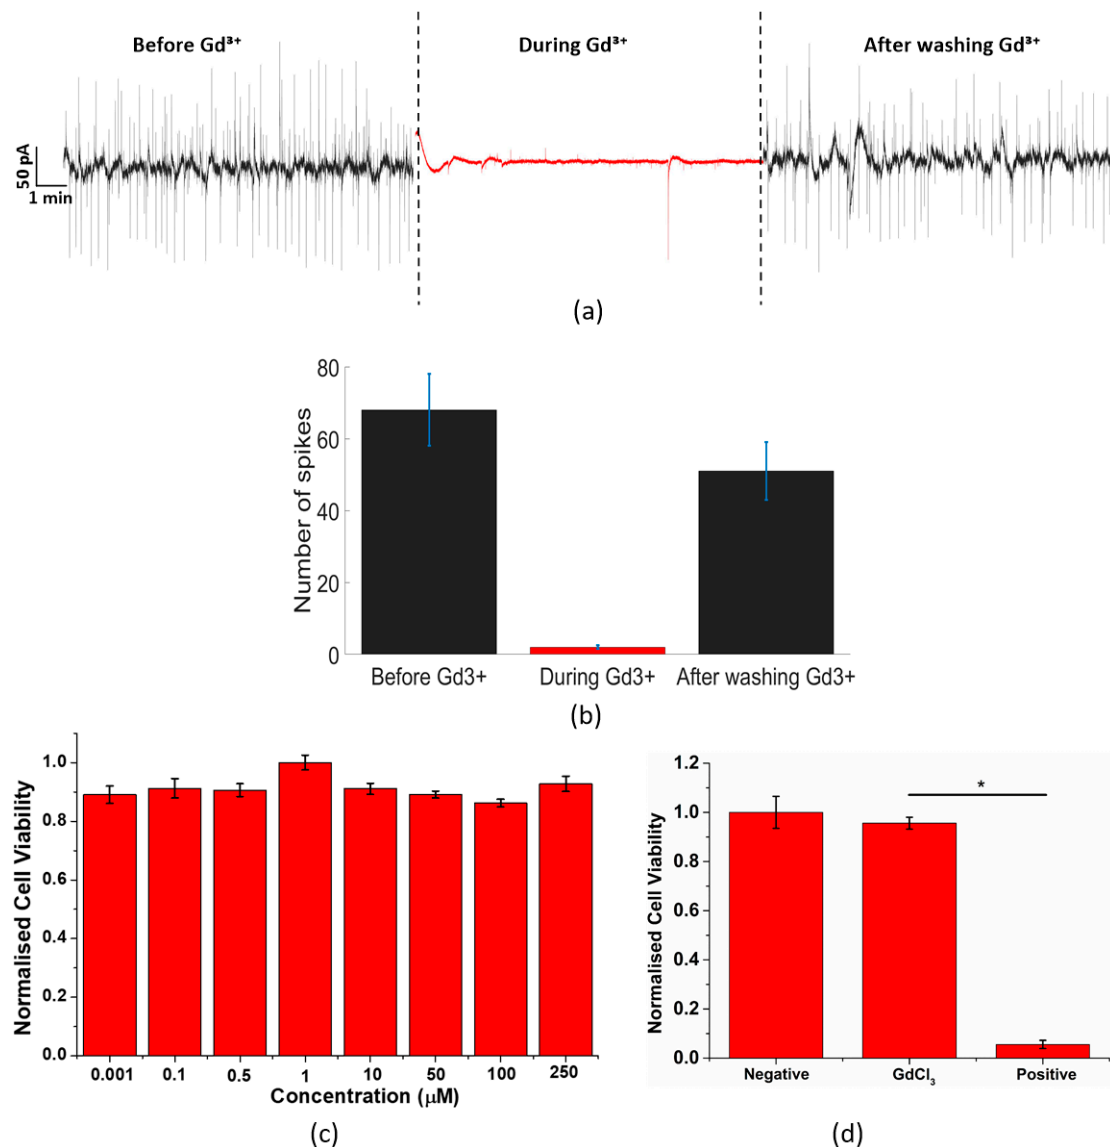 Before Gd³⁺ During Gd³⁺ After washing Gd³⁺
50 pA
1 min
(a)
80
60
40
20
0
Number of spikes
Before Gd3+ During Gd3+ After washing Gd3+
(b)
1.0
0.8
0.6
0.4
0.2
0.0
Normalised Cell Viability
0.001 0.1 0.5 1 10 50 100 250
Concentration (μM)
(c)
1.2
1.0
0.8
0.6
0.4
0.2
0.0
Normalised Cell Viability
*
Negative GdCl₃ Positive
(d)